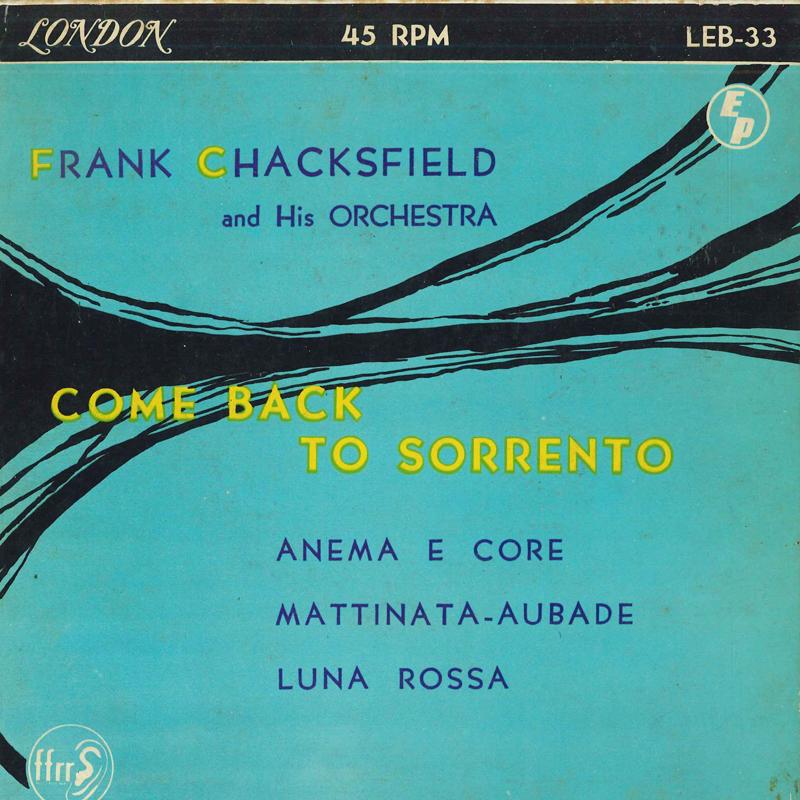 LONDON 45 RPM LEB-33
EP
FRANK CHACKSFIELD
and His ORCHESTRA
COME BACK
TO SORRENTO
ANEMA E CORE
MATTINATA-AUBADE
LUNA ROSSA
ffrr